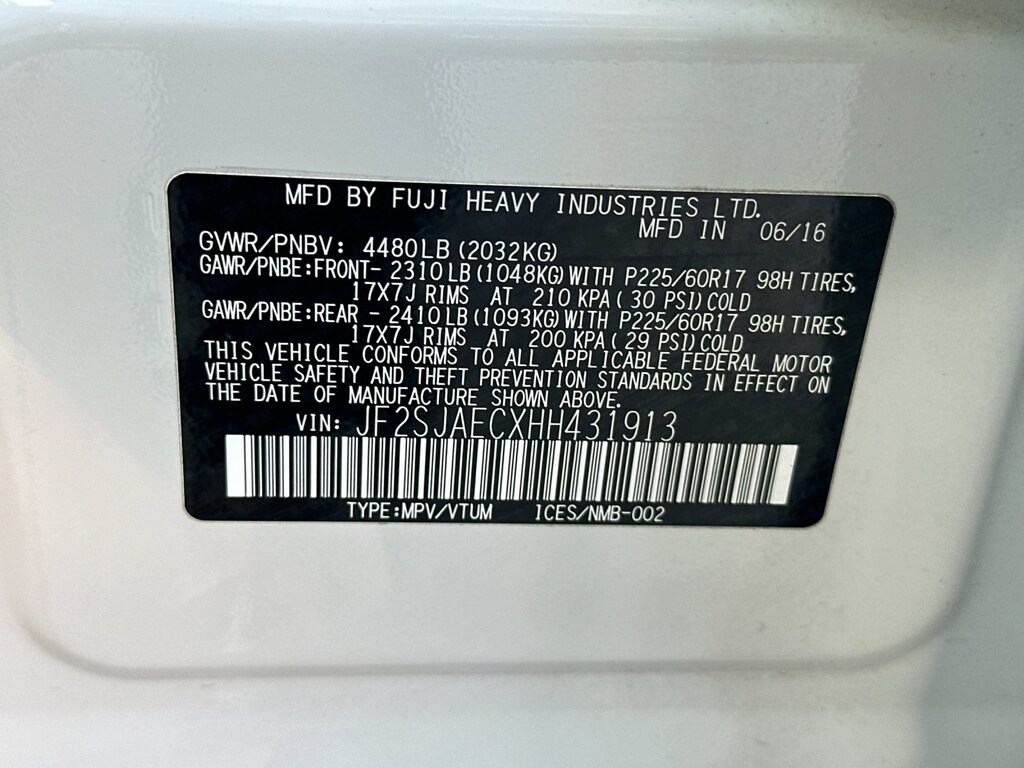 MFD BY FUJI HEAVY INDUSTRIES LTD.
MFD IN 06/16
GVWR/PNBV: 4480LB (2032KG)
GAWR/PNBE:FRONT- 2310LB (1048KG) WITH P225/60R17 98H TIRES,
17X7J RIMS AT 210 KPA ( 30 PSI) COLD
GAWR/PNBE:REAR - 2410LB (1093KG) WITH P225/60R17 98H TIRES,
17X7J RIMS AT 200 KPA ( 29 PSI) COLD
THIS VEHICLE CONFORMS TO ALL APPLICABLE FEDERAL MOTOR
VEHICLE SAFETY AND THEFT PREVENTION STANDARDS IN EFFECT ON
THE DATE OF MANUFACTURE SHOWN ABOVE.
VIN: JF2SJAECXHH431913
TYPE:MPV/VTUM ICES/NMB-002